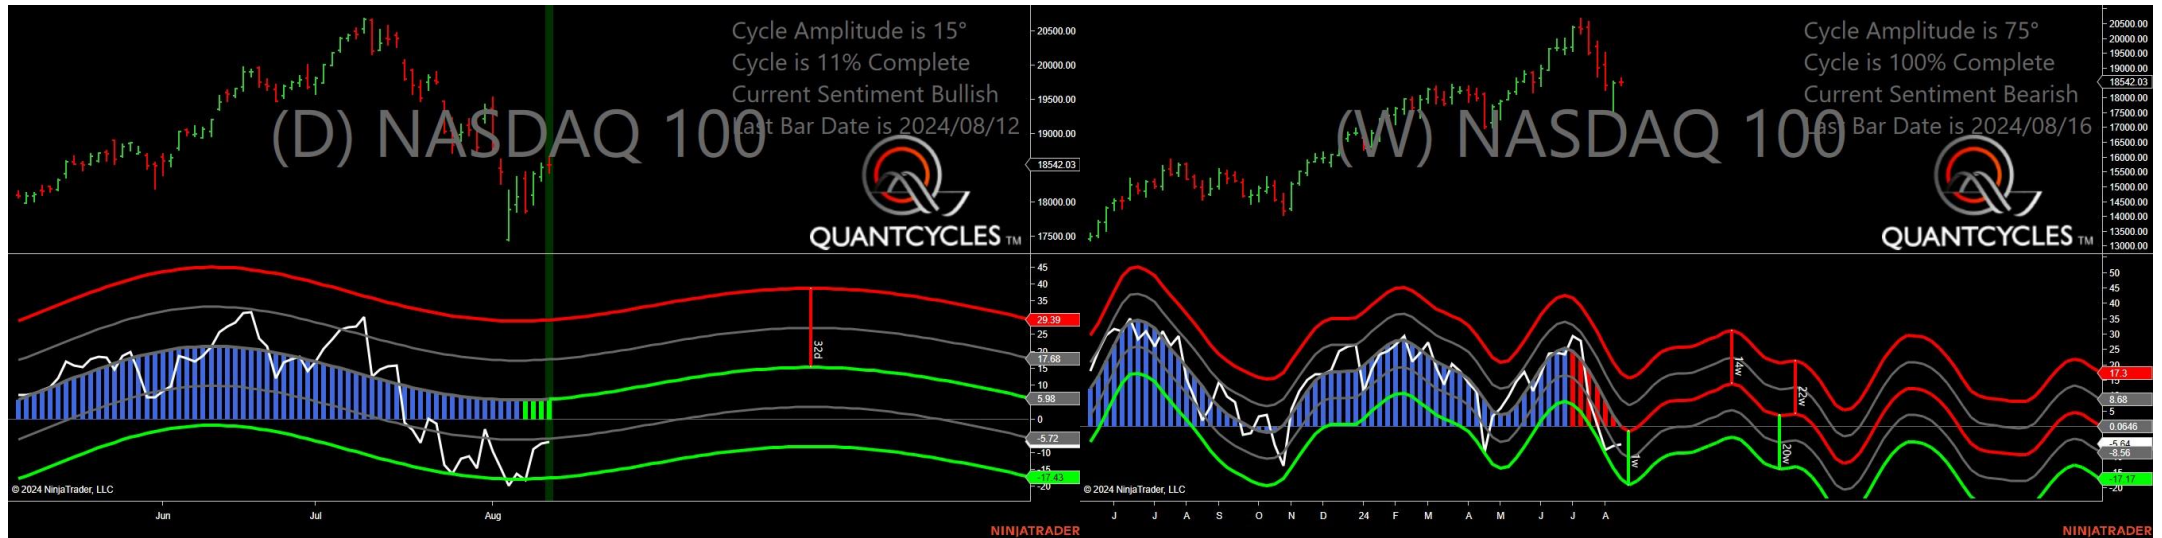 Cycle Amplitude is 15°
Cycle is 11% Complete
Current Sentiment Bullish
Last Bar Date is 2024/08/12
(D) NASDAQ 100
QUANTCYCLES TM
20500.00
20000.00
19500.00
19000.00
18542.03
18000.00
17500.00
45
40
35
29.39
25
20
17.68
15
10
5.98
0
-5.72
-10
-15
-17.43
-20
32d
© 2024 NinjaTrader, LLC
Jun Jul Aug
NINJATRADER
Cycle Amplitude is 75°
Cycle is 100% Complete
Current Sentiment Bearish
Last Bar Date is 2024/08/16
(W) NASDAQ 100
QUANTCYCLES TM
20500.00
20000.00
19500.00
19000.00
18542.03
18000.00
17500.00
17000.00
16500.00
16000.00
15500.00
15000.00
14500.00
14000.00
13500.00
13000.00
50
45
40
35
30
25
20
17.3
15
8.68
5
0.0646
-5.64
-8.56
-15
-17.17
-20
14w
22w
20w
1w
© 2024 NinjaTrader, LLC
J J A S O N D 24 F M A M J J A
NINJATRADER